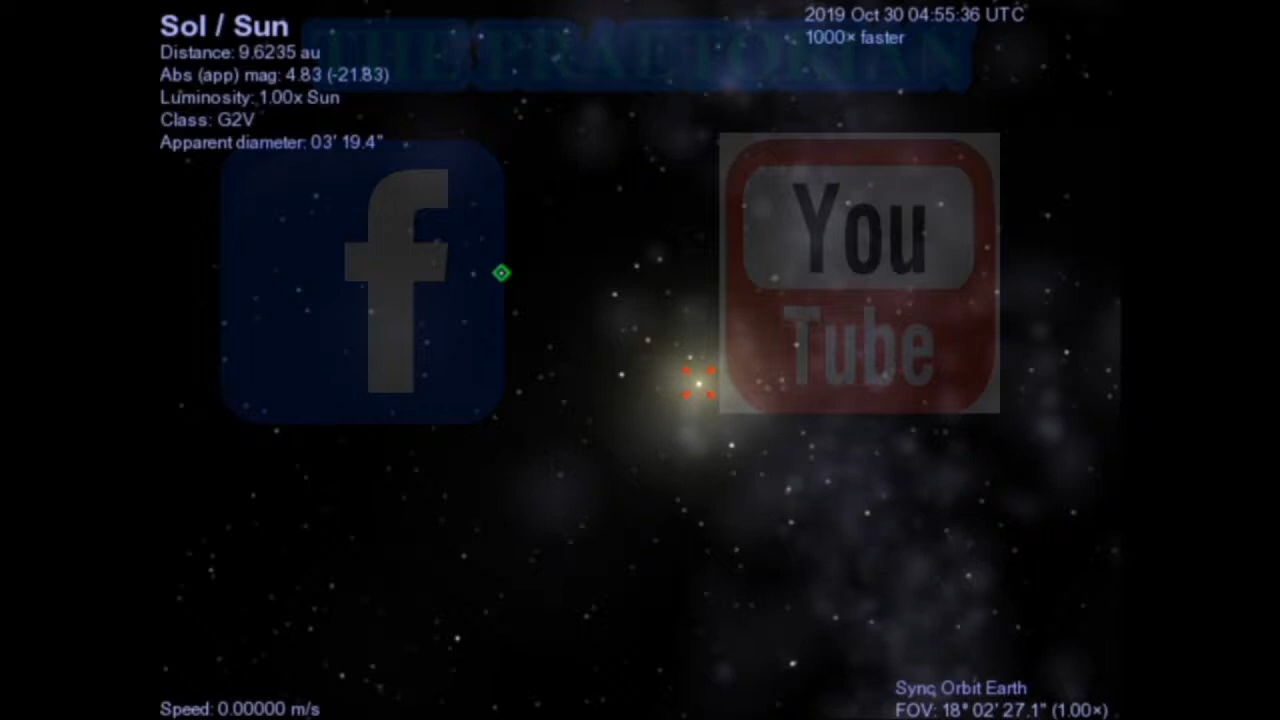 Sol / Sun
Distance: 9.6235 au
Abs (app) mag: 4.83 (-21.83)
Luminosity: 1.00x Sun
Class: G2V
Apparent diameter: 03' 19.4"
THE PRAETORIAN
2019 Oct 30 04:55:36 UTC
1000× faster
f
You
Tube
Speed: 0.00000 m/s
Sync Orbit Earth
FOV: 18° 02' 27.1" (1.00×)